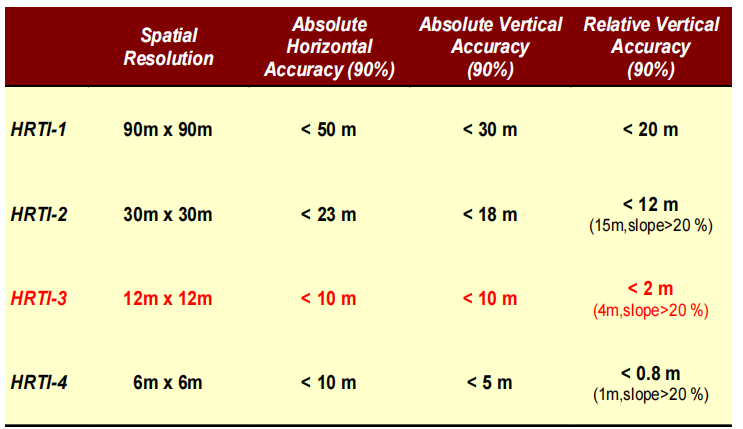 Spatial Resolution
Absolute Horizontal Accuracy (90%)
Absolute Vertical Accuracy (90%)
Relative Vertical Accuracy (90%)
HRTI-1 90m x 90m < 50 m < 30 m < 20 m
HRTI-2 30m x 30m < 23 m < 18 m < 12 m
(15m,slope>20 %)
HRTI-3 12m x 12m < 10 m < 10 m < 2 m
(4m,slope>20 %)
HRTI-4 6m x 6m < 10 m < 5 m < 0.8 m
(1m,slope>20 %)